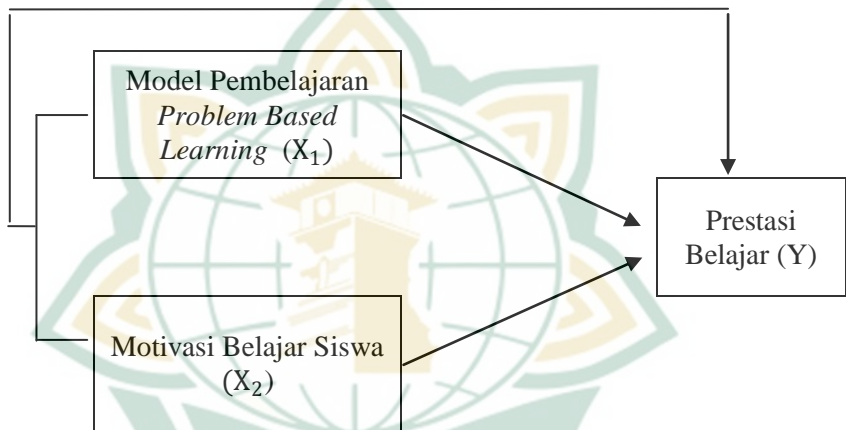 Model Pembelajaran
Problem Based
Learning (X₁)
Prestasi
Belajar (Y)
Motivasi Belajar Siswa
(X₂)